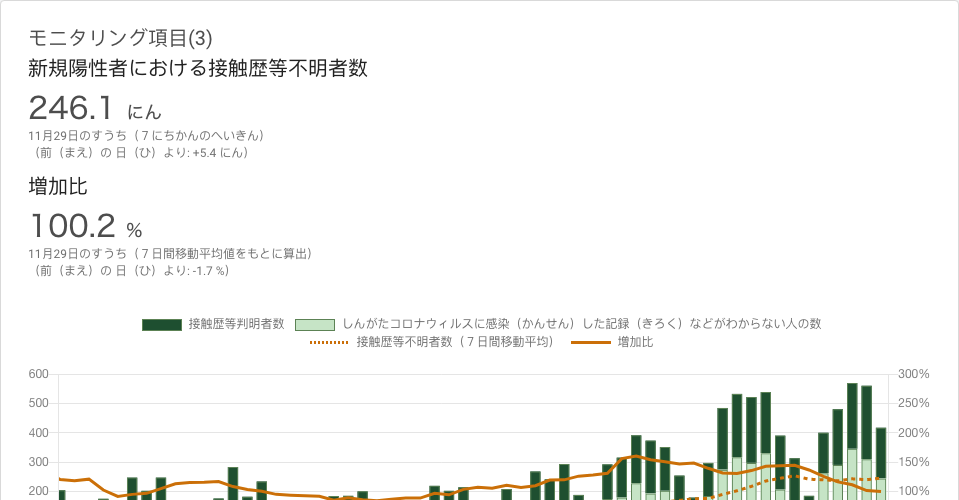 モニタリング項目(3)
新規陽性者における接触歴等不明者数
246.1 にん
11月29日のすうち（７にちかんのへいきん）
（前（まえ）の 日（ひ）より: +5.4 にん）
増加比
100.2 %
11月29日のすうち（７日間移動平均値をもとに算出）
（前（まえ）の 日（ひ）より: -1.7 %）
接触歴等判明者数 しんがたコロナウィルスに感染（かんせん）した記録（きろく）などがわからない人の数
接触歴等不明者数（７日間移動平均） 増加比
600 300%
500 250%
400 200%
300 150%
200 100%